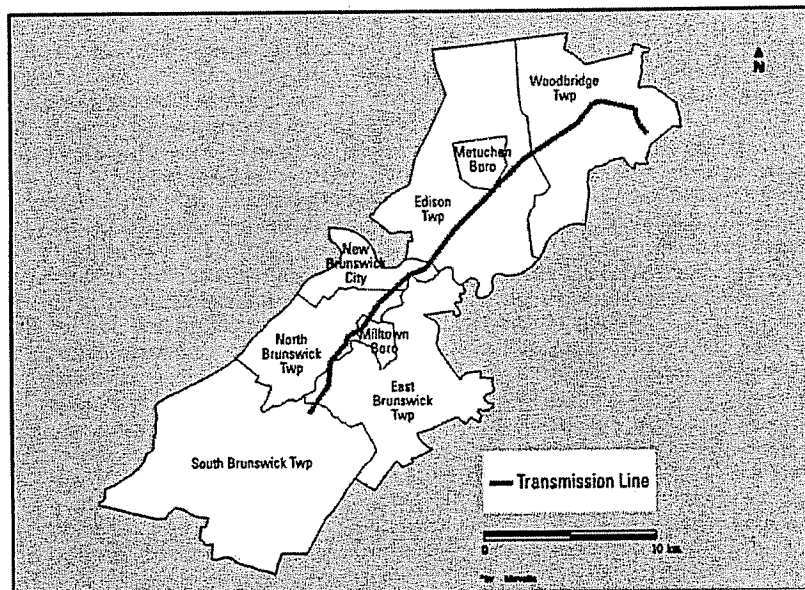 N
Woodbridge
Twp
Metuchen
Boro
Edison
Twp
New
Brunswick
City
North
Brunswick
Twp
Milltown
Boro
East
Brunswick
Twp
South Brunswick Twp
Transmission Line
0
10 km.